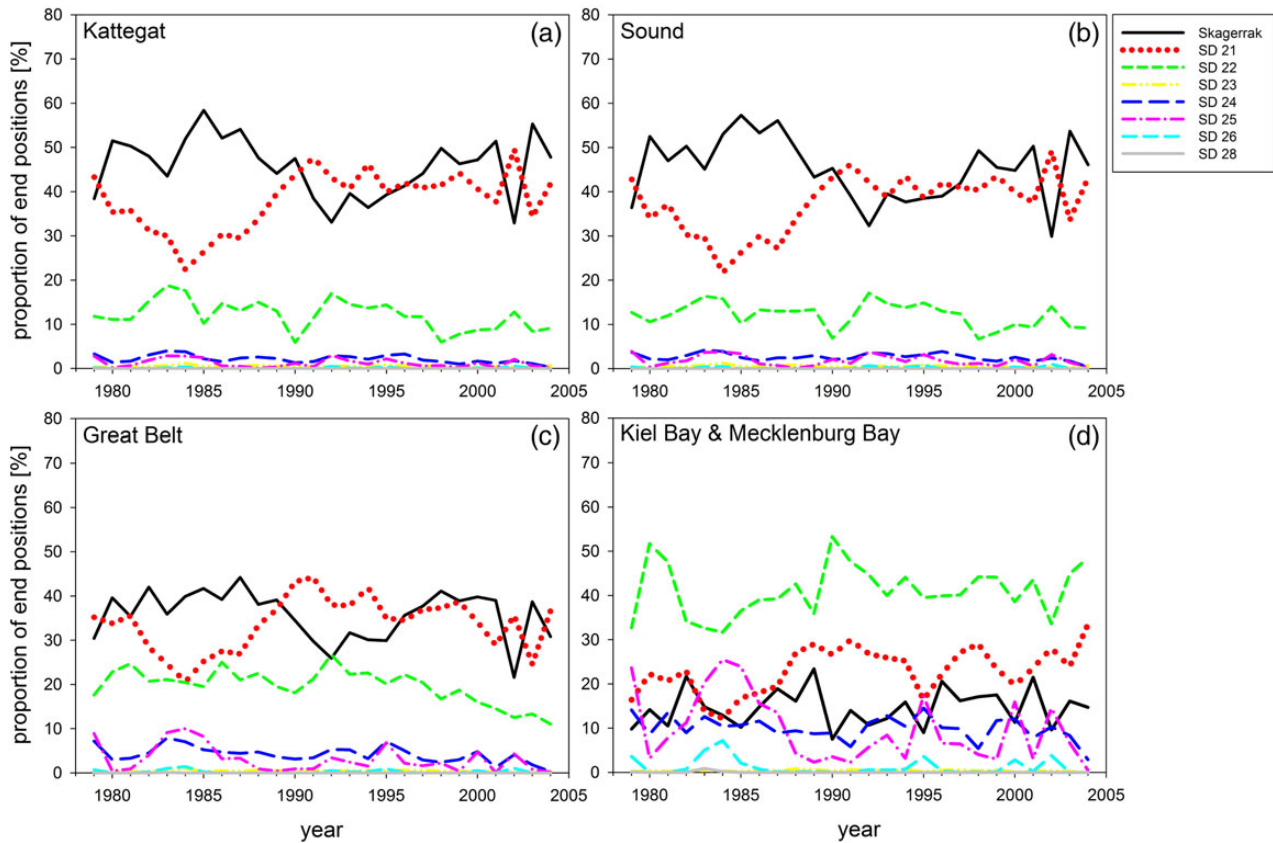 Kattegat (a)
Sound (b)
Skagerrak
SD 21
SD 22
SD 23
SD 24
SD 25
SD 26
SD 28
proportion of end positions [%]
80
70
60
50
40
30
20
10
0
1980 1985 1990 1995 2000 2005
80
70
60
50
40
30
20
10
0
1980 1985 1990 1995 2000 2005
Great Belt (c)
Kiel Bay & Mecklenburg Bay (d)
proportion of end positions [%]
80
70
60
50
40
30
20
10
0
1980 1985 1990 1995 2000 2005
year
80
70
60
50
40
30
20
10
0
1980 1985 1990 1995 2000 2005
year